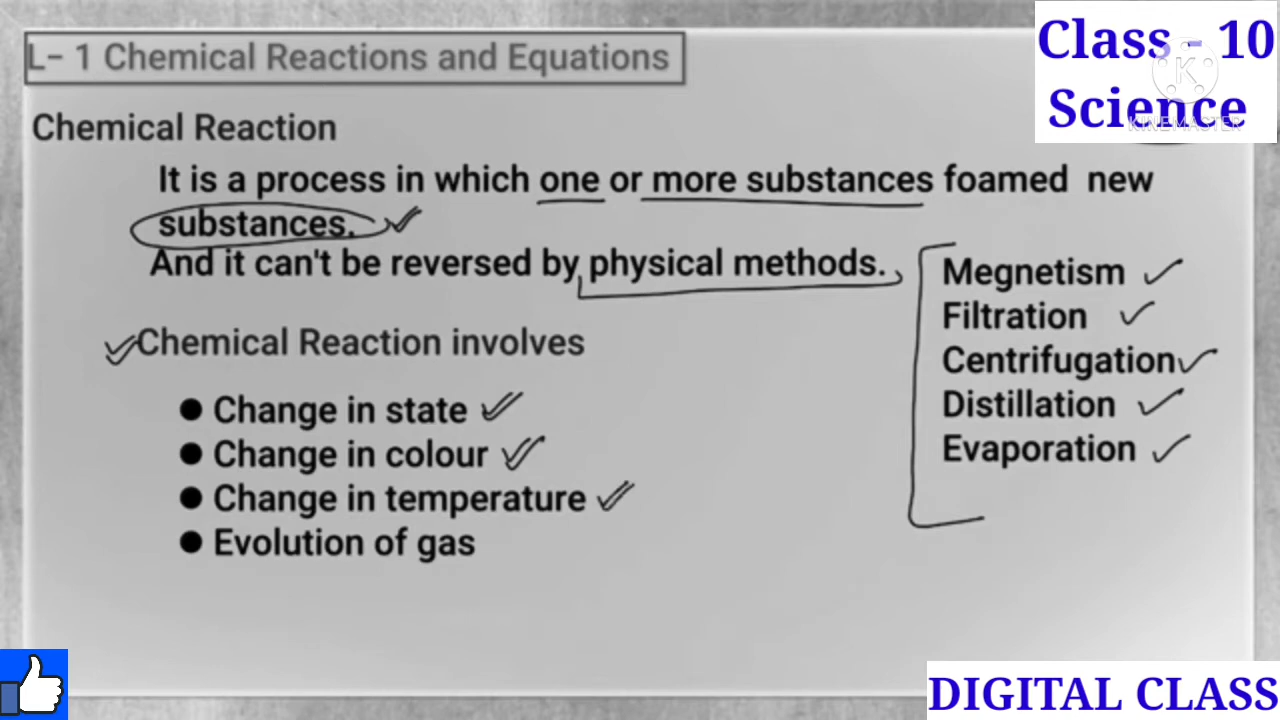 L- 1 Chemical Reactions and Equations
Class - 10
Science
KINEMASTER
Chemical Reaction
It is a process in which one or more substances foamed new
substances.
And it can't be reversed by physical methods.
Megnetism
Filtration
Centrifugation
Distillation
Evaporation
Chemical Reaction involves
● Change in state
● Change in colour
● Change in temperature
● Evolution of gas
DIGITAL CLASS